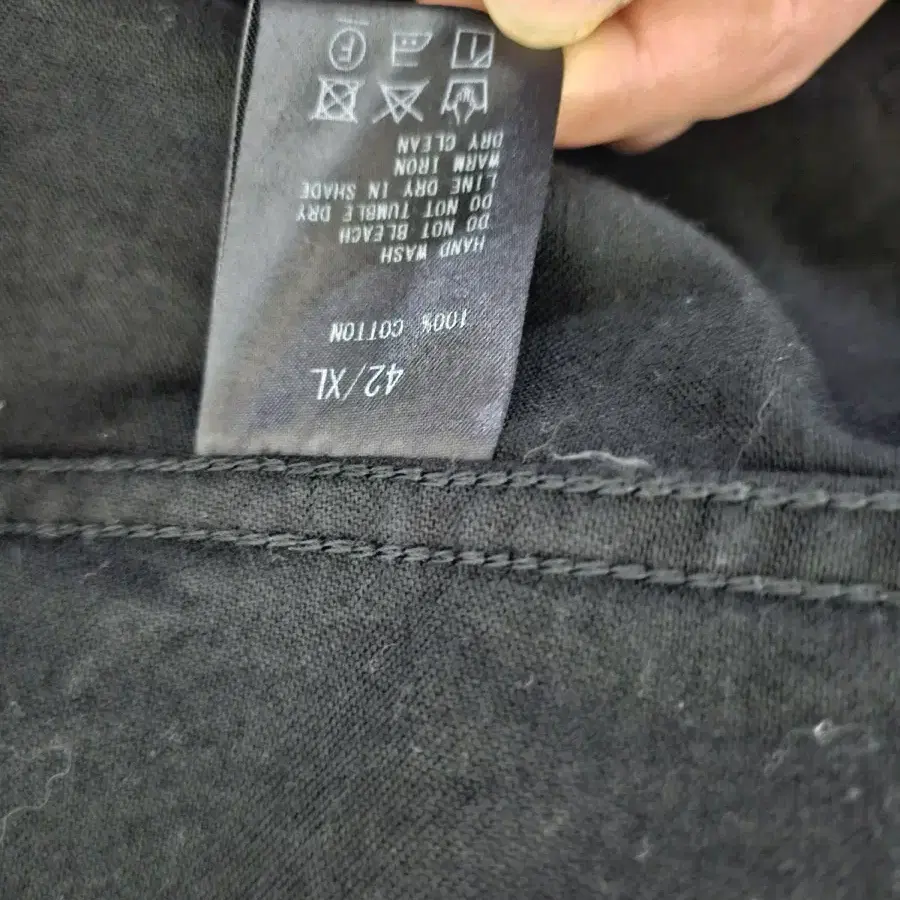 42/XL
100% COTTON
HAND WASH
DO NOT BLEACH
DO NOT TUMBLE DRY
LINE DRY IN SHADE
WARM IRON
DRY CLEAN
F